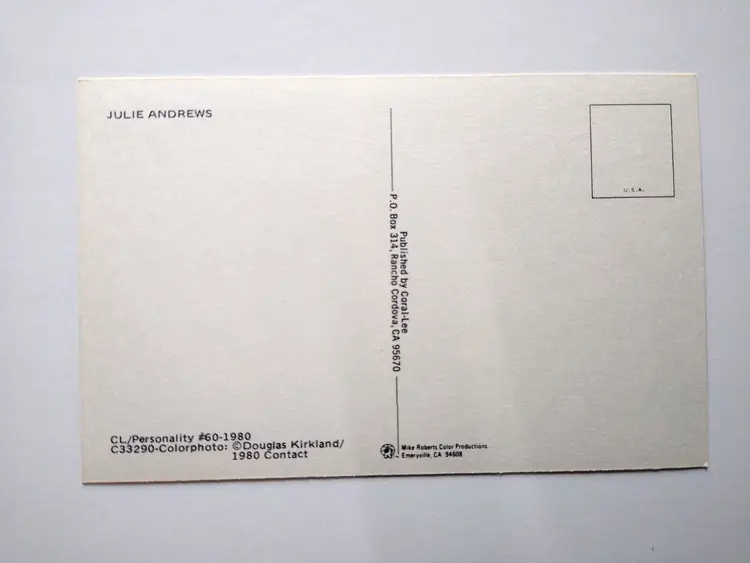 JULIE ANDREWS
U.S.A.
Published by Coral-Lee
P.O. Box 314, Rancho Cordova, CA 95670
CL/Personality #60-1980
C33290-Colorphoto: ©Douglas Kirkland/
1980 Contact
Mike Roberts Color Productions
Emeryville, CA 94608